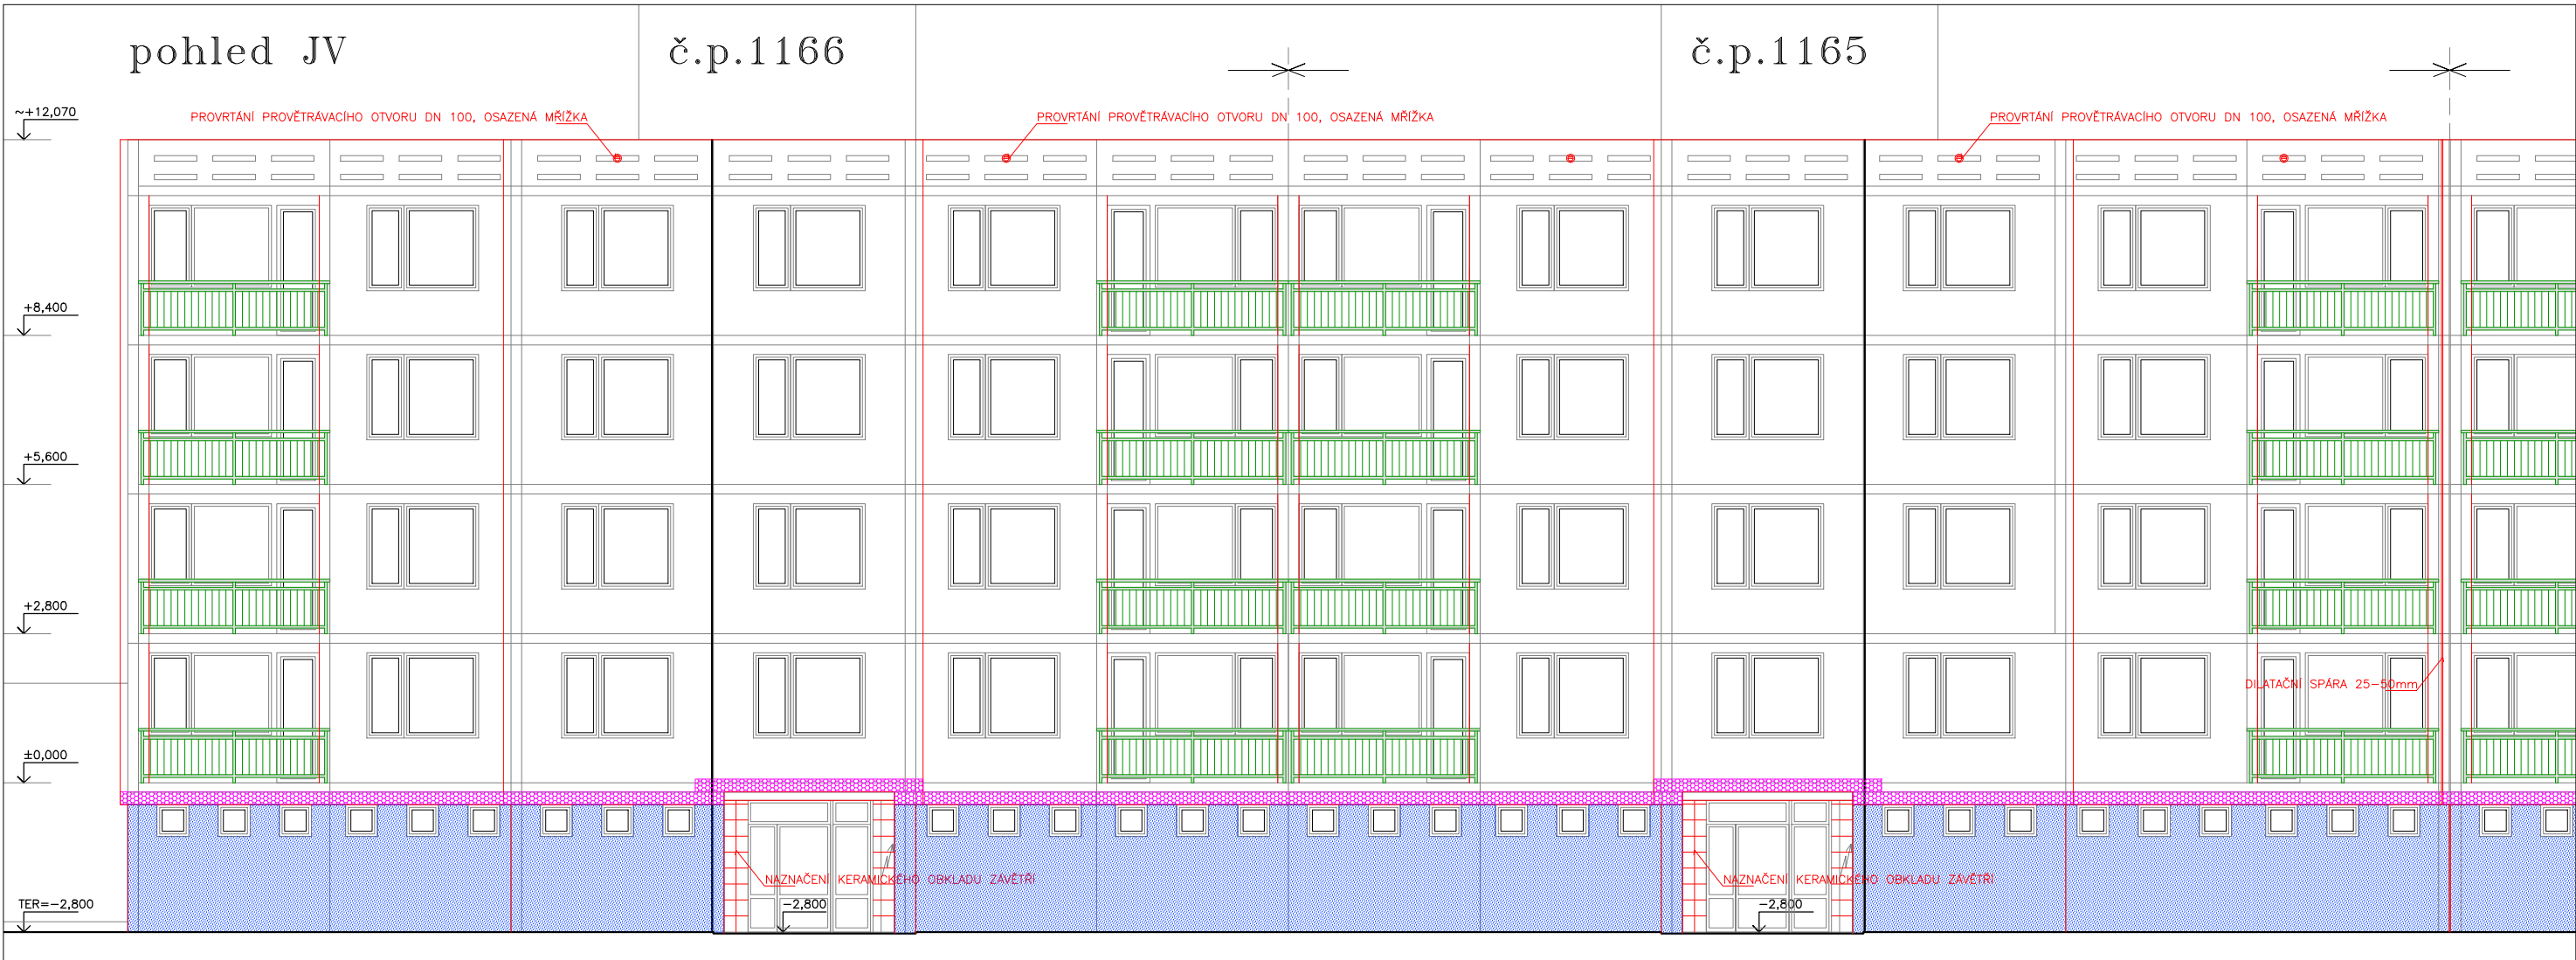 pohled JV
č.p.1166
č.p.1165
~+12,070
PROVRTÁNÍ PROVĚTRÁVACÍHO OTVORU DN 100, OSAZENÁ MŘÍŽKA
PROVRTÁNÍ PROVĚTRÁVACÍHO OTVORU DN 100, OSAZENÁ MŘÍŽKA
PROVRTÁNÍ PROVĚTRÁVACÍHO OTVORU DN 100, OSAZENÁ MŘÍŽKA
+8,400
+5,600
+2,800
DILATAČNÍ SPÁRA 25-50mm
±0,000
NAZNAČENÍ KERAMICKÉHO OBKLADU ZÁVĚTŘÍ
NAZNAČENÍ KERAMICKÉHO OBKLADU ZÁVĚTŘÍ
TER=-2,800
-2,800
-2,800